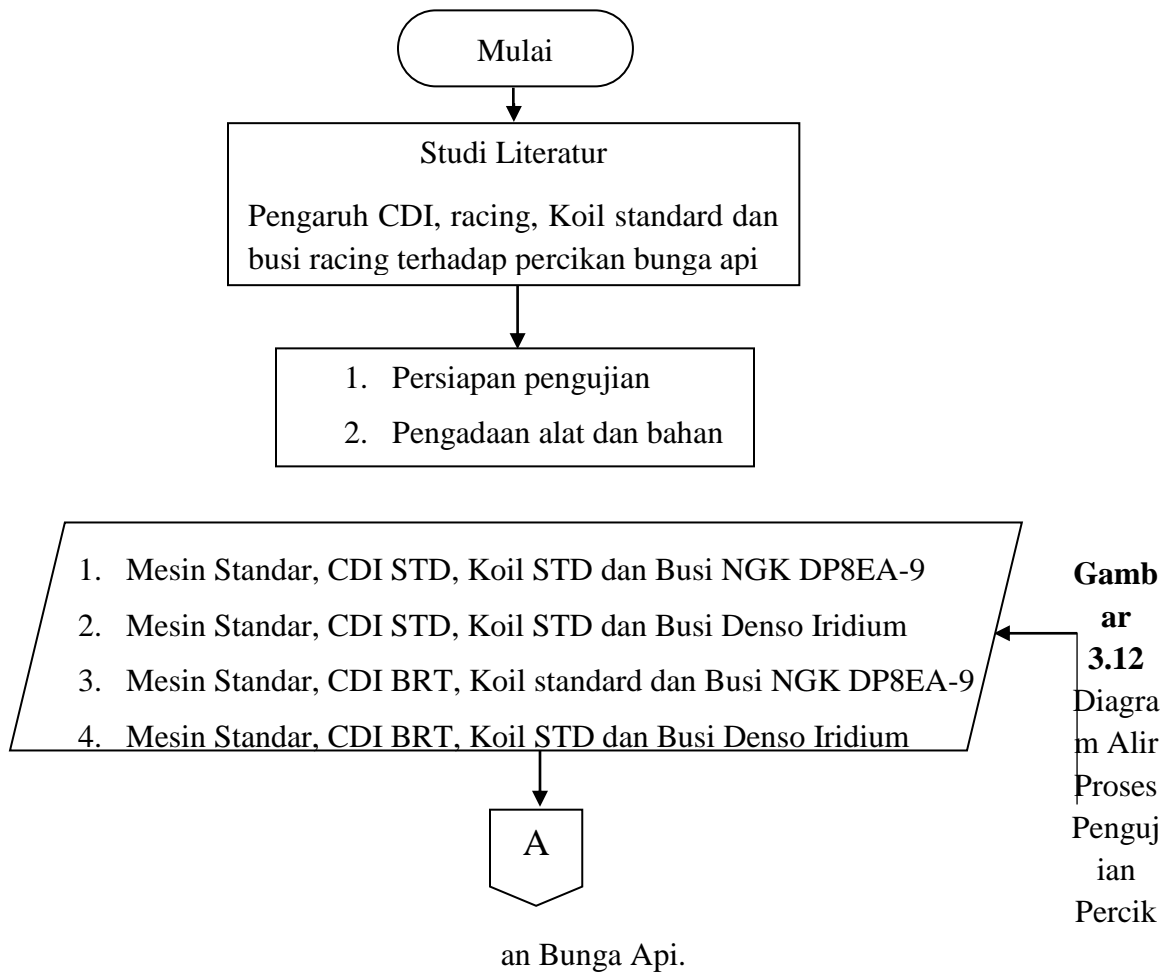 Mulai
Studi Literatur
Pengaruh CDI, racing, Koil standard dan
busi racing terhadap percikan bunga api
1. Persiapan pengujian
2. Pengadaan alat dan bahan
1. Mesin Standar, CDI STD, Koil STD dan Busi NGK DP8EA-9
2. Mesin Standar, CDI STD, Koil STD dan Busi Denso Iridium
3. Mesin Standar, CDI BRT, Koil standard dan Busi NGK DP8EA-9
4. Mesin Standar, CDI BRT, Koil STD dan Busi Denso Iridium
A
Gamb
ar
3.12
Diagra
m Alir
Proses
Penguj
ian
Percik
an Bunga Api.